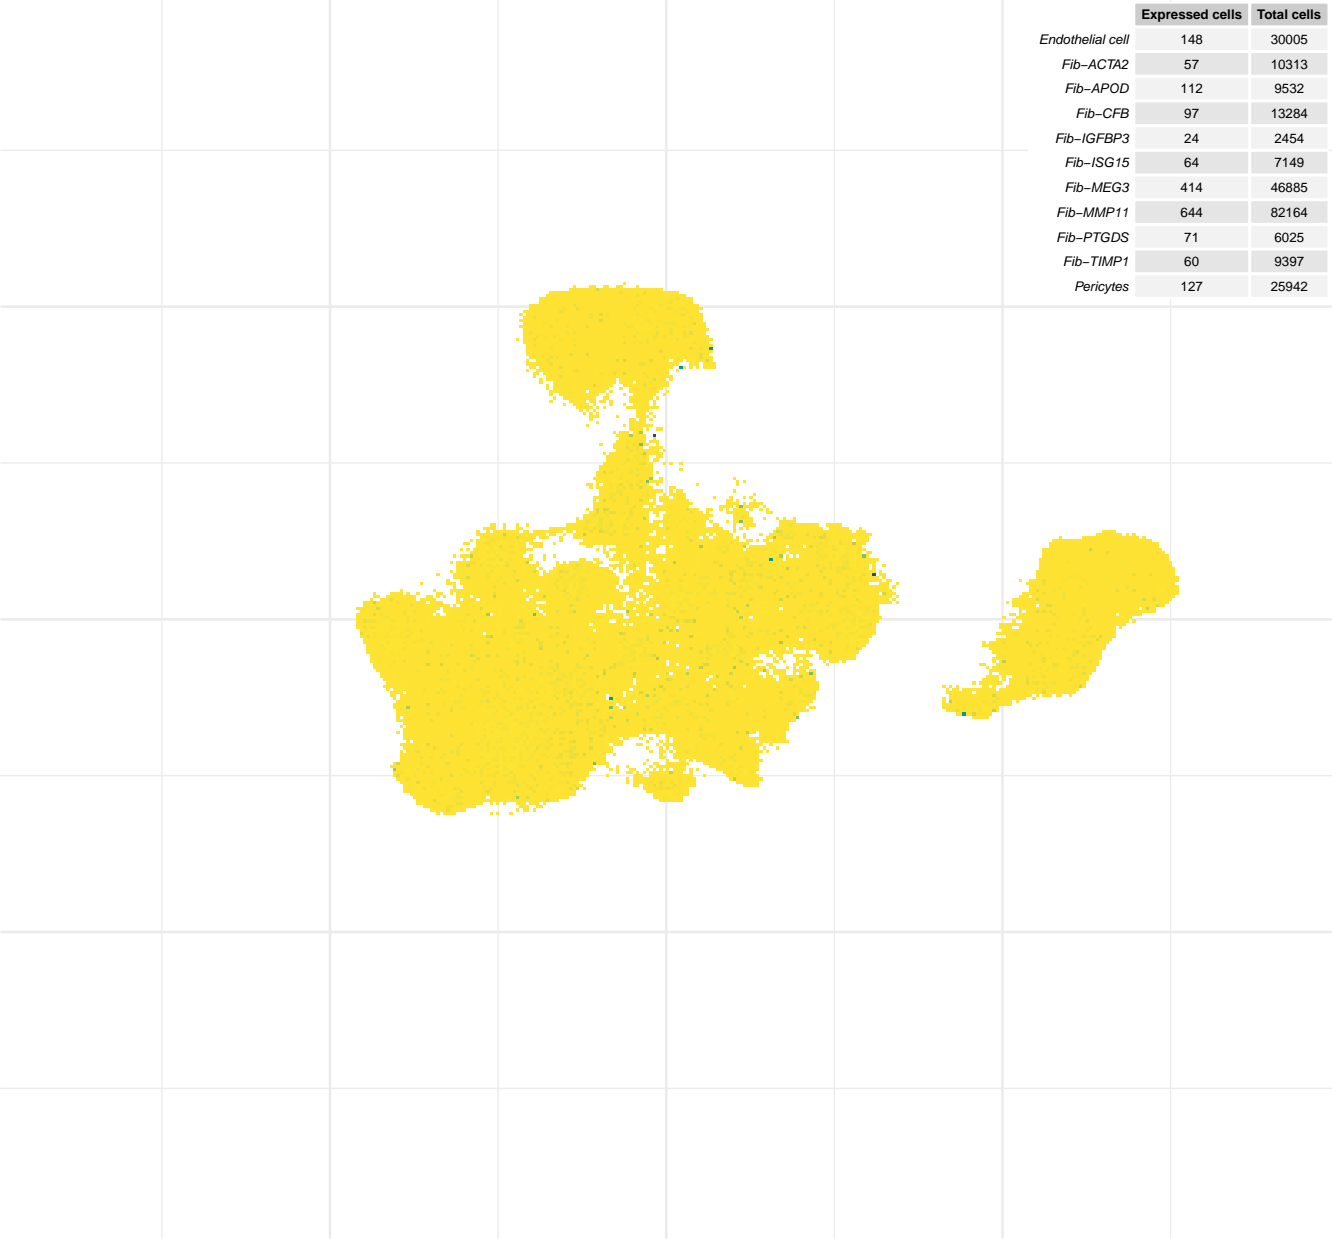 Expressed cells Total cells
Endothelial cell 148 30005
Fib−ACTA2 57 10313
Fib−APOD 112 9532
Fib−CFB 97 13284
Fib−IGFBP3 24 2454
Fib−ISG15 64 7149
Fib−MEG3 414 46885
Fib−MMP11 644 82164
Fib−PTGDS 71 6025
Fib−TIMP1 60 9397
Pericytes 127 25942